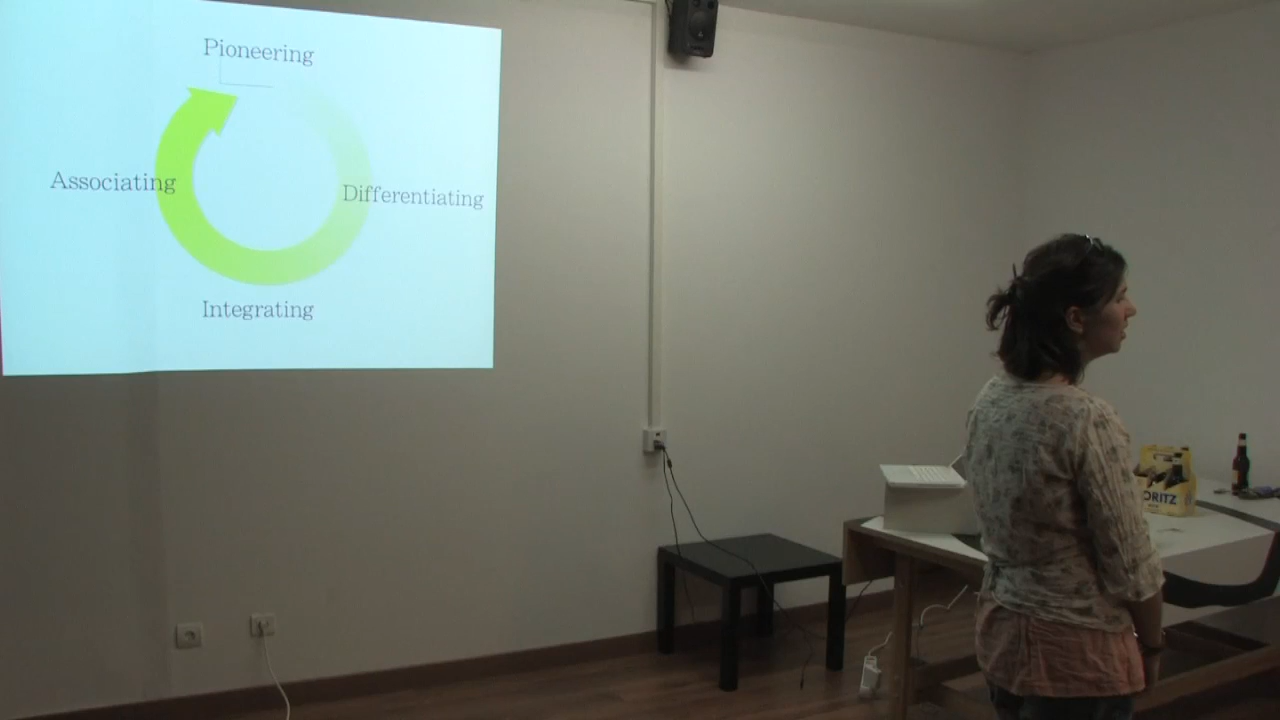 Pioneering
Associating
Differentiating
Integrating
ORITZ